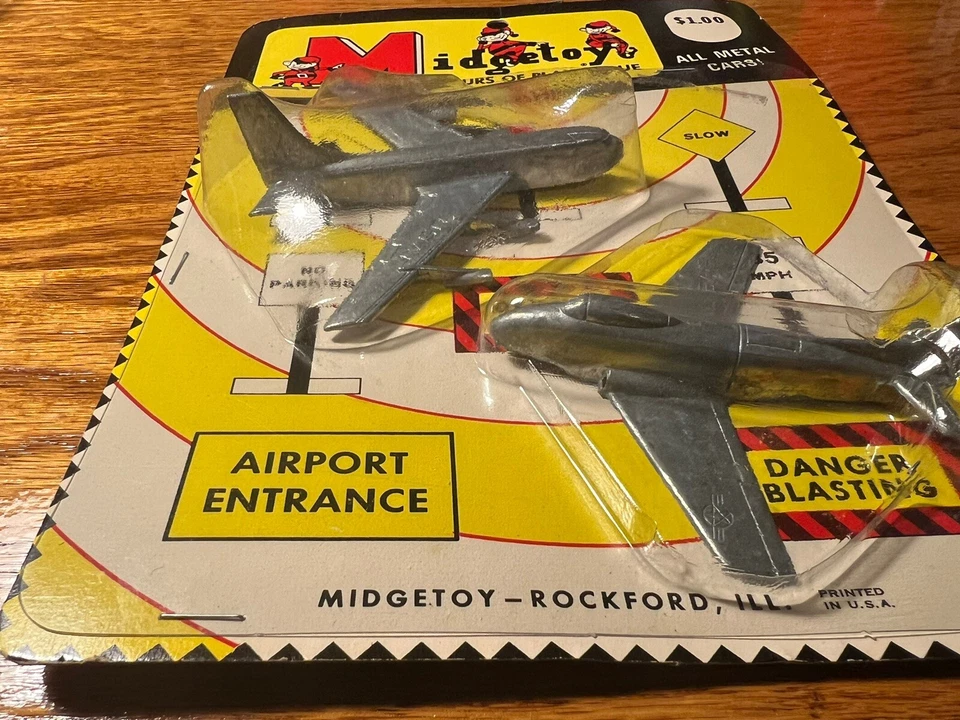 Midgetoy
$1.00
ALL METAL
CARS!
SLOW
NO
PARKING
MPH
AIRPORT
ENTRANCE
DANGER
BLASTING
MIDGETOY – ROCKFORD, ILL.
PRINTED
IN U.S.A.